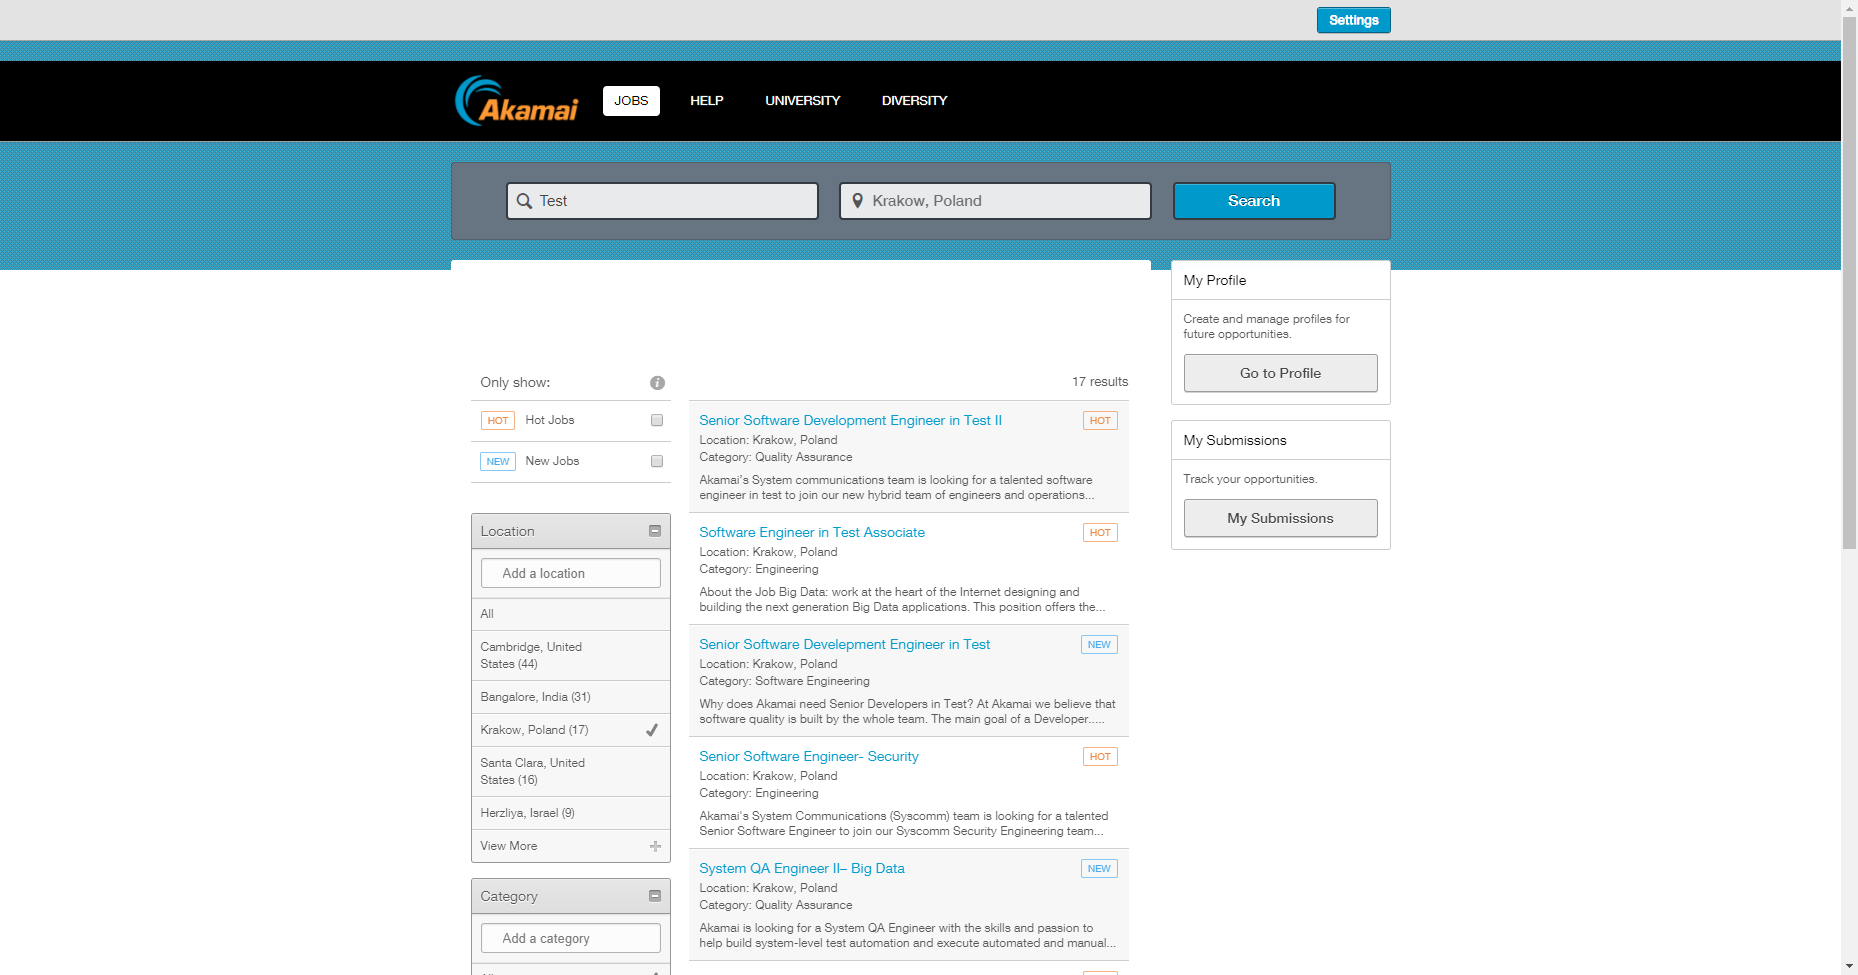 Settings
Akamai
JOBS
HELP
UNIVERSITY
DIVERSITY
Test
Krakow, Poland
Search
Only show:
HOT Hot Jobs
NEW New Jobs
Location
Add a location
All
Cambridge, United
States (44)
Bangalore, India (31)
Krakow, Poland (17)
Santa Clara, United
States (16)
Herzliya, Israel (9)
View More
Category
Add a category
17 results
Senior Software Development Engineer in Test II HOT
Location: Krakow, Poland
Category: Quality Assurance
Akamai's System communications team is looking for a talented software
engineer in test to join our new hybrid team of engineers and operations...
Software Engineer in Test Associate HOT
Location: Krakow, Poland
Category: Engineering
About the Job Big Data: work at the heart of the Internet designing and
building the next generation Big Data applications. This position offers the...
Senior Software Develepment Engineer in Test NEW
Location: Krakow, Poland
Category: Software Engineering
Why does Akamai need Senior Developers in Test? At Akamai we believe that
software quality is built by the whole team. The main goal of a Developer.....
Senior Software Engineer- Security HOT
Location: Krakow, Poland
Category: Engineering
Akamai's System Communications (Syscomm) team is looking for a talented
Senior Software Engineer to join our Syscomm Security Engineering team...
System QA Engineer II– Big Data NEW
Location: Krakow, Poland
Category: Quality Assurance
Akamai is looking for a System QA Engineer with the skills and passion to
help build system-level test automation and execute automated and manual...
My Profile
Create and manage profiles for
future opportunities.
Go to Profile
My Submissions
Track your opportunities.
My Submissions